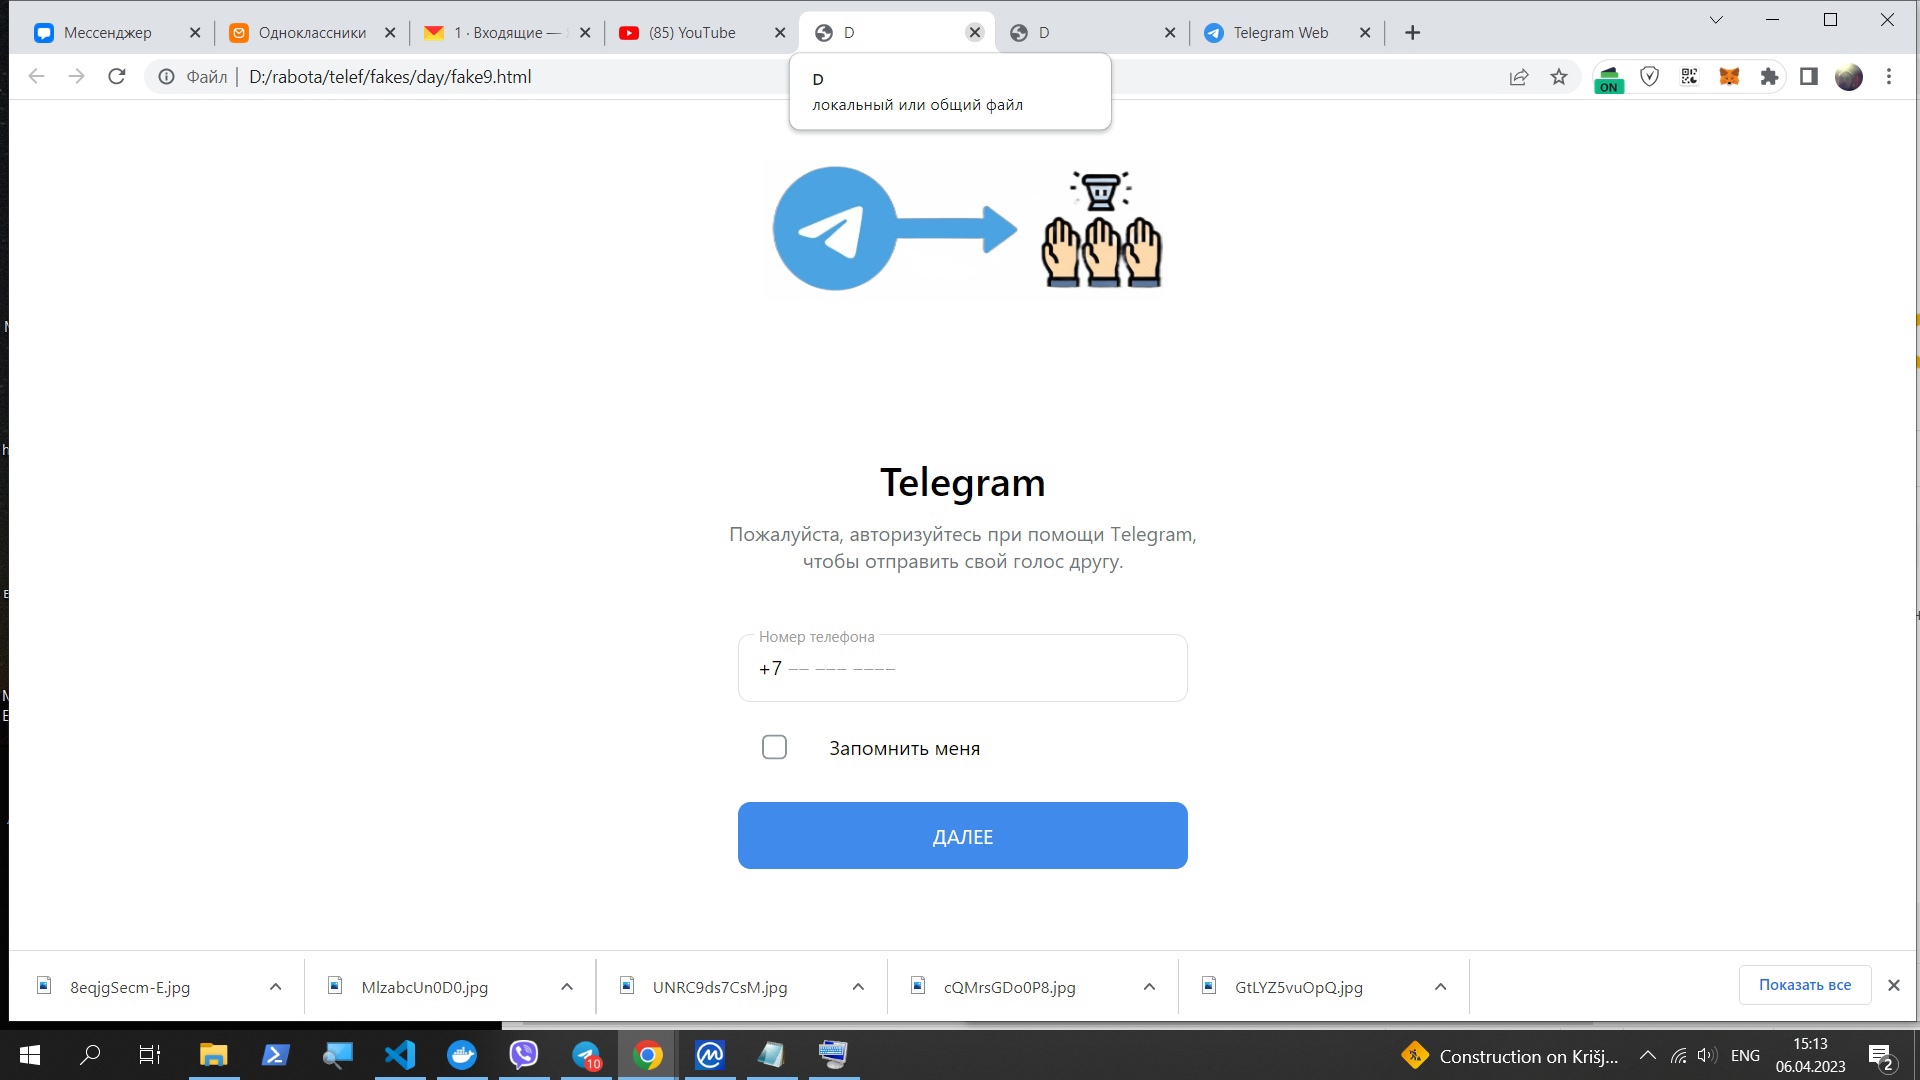 Мессенджер
Одноклассники
1 · Входящие —
(85) YouTube
D
D
Telegram Web
Файл
D:/rabota/telef/fakes/day/fake9.html
ON
D
локальный или общий файл
Telegram
Пожалуйста, авторизуйтесь при помощи Telegram,
чтобы отправить свой голос другу.
Номер телефона
+7 –– ––– ––––
Запомнить меня
ДАЛЕЕ
8eqjgSecm-E.jpg
MlzabcUn0D0.jpg
UNRC9ds7CsM.jpg
cQMrsGDo0P8.jpg
GtLYZ5vuOpQ.jpg
Показать все
10
Construction on Krišj...
ENG
15:13
06.04.2023
2